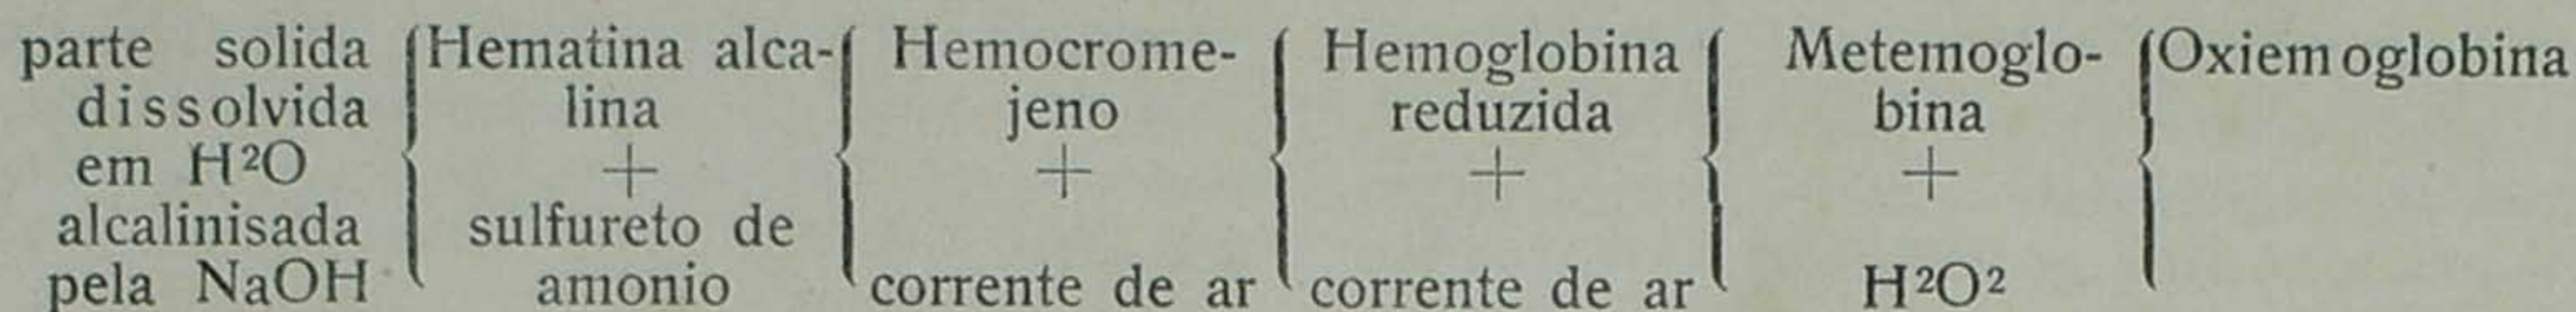 parte solida
dissolvida
em H²O
alcalinisada
pela NaOH
Hematina alca-
lina
+
sulfureto de
amonio
Hemocrome-
jeno
+
corrente de ar
Hemoglobina
reduzida
+
corrente de ar
Metemoglo-
bina
+
H²O²
Oxiemoglobina